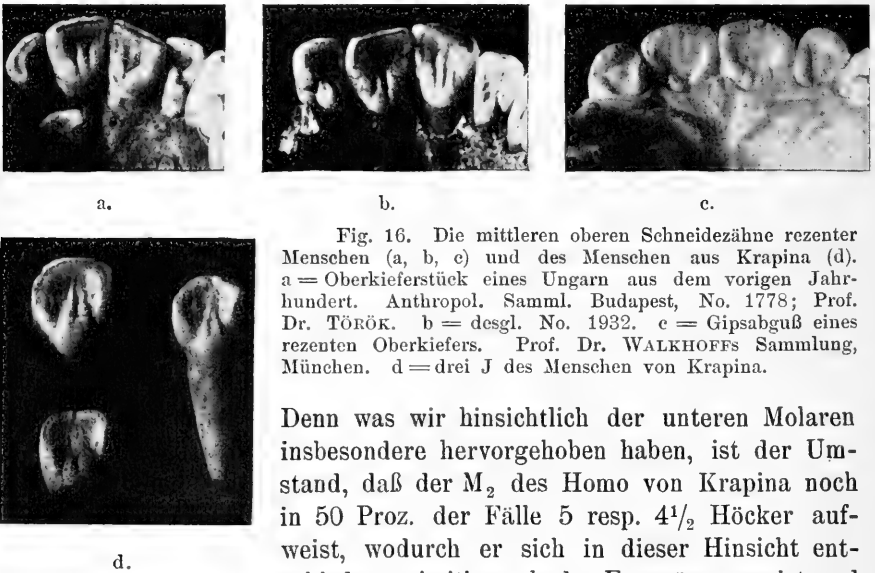 a.
b.
c.
Fig. 16. Die mittleren oberen Schneidezähne rezenter
Menschen (a, b, c) und des Menschen aus Krapina (d).
a = Oberkieferstück eines Ungarn aus dem vorigen Jahr-
hundert. Anthropol. Samml. Budapest, No. 1778; Prof.
Dr. TÖRÖK. b = desgl. No. 1932. c = Gipsabguß eines
rezenten Oberkiefers. Prof. Dr. WALKHOFFS Sammlung,
München. d = drei J des Menschen von Krapina.
d.
Denn was wir hinsichtlich der unteren Molaren
insbesondere hervorgehoben haben, ist der Um-
stand, daß der M₂ des Homo von Krapina noch
in 50 Proz. der Fälle 5 resp. 4¹/₂ Höcker auf-
weist, wodurch er sich in dieser Hinsicht ent-